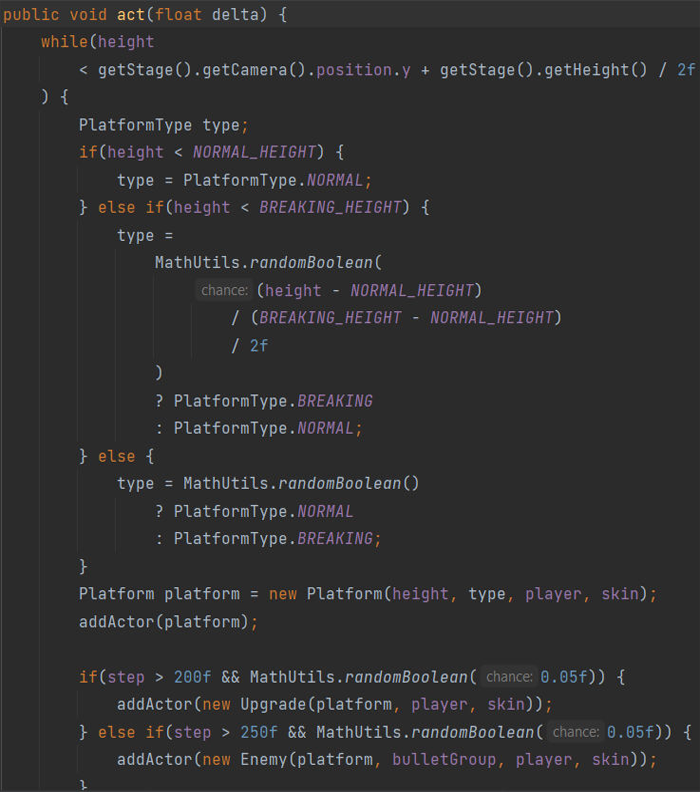 public void act(float delta) {
while(height
< getStage().getCamera().position.y + getStage().getHeight() / 2f
) {
PlatformType type;
if(height < NORMAL_HEIGHT) {
type = PlatformType.NORMAL;
} else if(height < BREAKING_HEIGHT) {
type =
MathUtils.randomBoolean(
chance: (height - NORMAL_HEIGHT)
/ (BREAKING_HEIGHT - NORMAL_HEIGHT)
/ 2f
)
? PlatformType.BREAKING
: PlatformType.NORMAL;
} else {
type = MathUtils.randomBoolean()
? PlatformType.NORMAL
: PlatformType.BREAKING;
}
Platform platform = new Platform(height, type, player, skin);
addActor(platform);
if(step > 200f && MathUtils.randomBoolean( chance: 0.05f)) {
addActor(new Upgrade(platform, player, skin));
} else if(step > 250f && MathUtils.randomBoolean( chance: 0.05f)) {
addActor(new Enemy(platform, bulletGroup, player, skin));
}